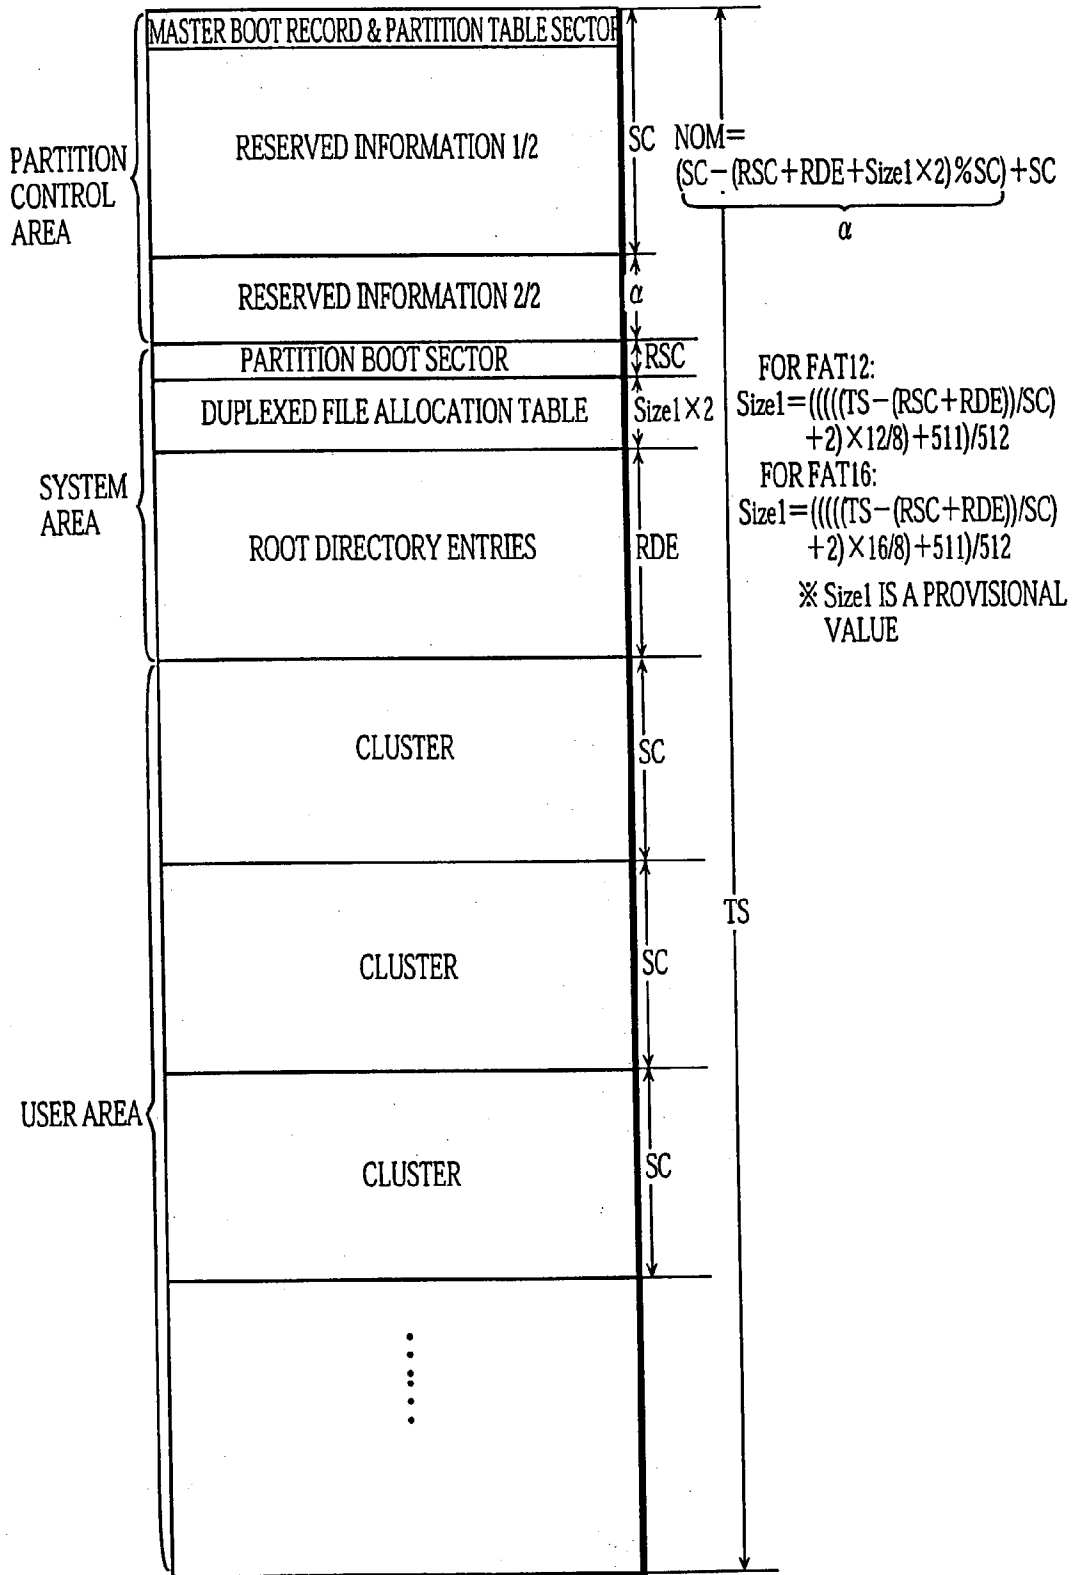 MASTER BOOT RECORD & PARTITION TABLE SECTOR
PARTITION
CONTROL
AREA
RESERVED INFORMATION 1/2
SC
NOM=
(SC-(RSC+RDE+Size1×2)%SC)+SC
α
RESERVED INFORMATION 2/2
α
PARTITION BOOT SECTOR
RSC
DUPLEXED FILE ALLOCATION TABLE
Size1×2
SYSTEM
AREA
ROOT DIRECTORY ENTRIES
RDE
FOR FAT12:
Size1=(((((TS-(RSC+RDE))/SC)
+2)×12/8)+511)/512
FOR FAT16:
Size1=(((((TS-(RSC+RDE))/SC)
+2)×16/8)+511)/512
※ Size1 IS A PROVISIONAL
VALUE
CLUSTER
SC
TS
CLUSTER
SC
USER AREA
CLUSTER
SC